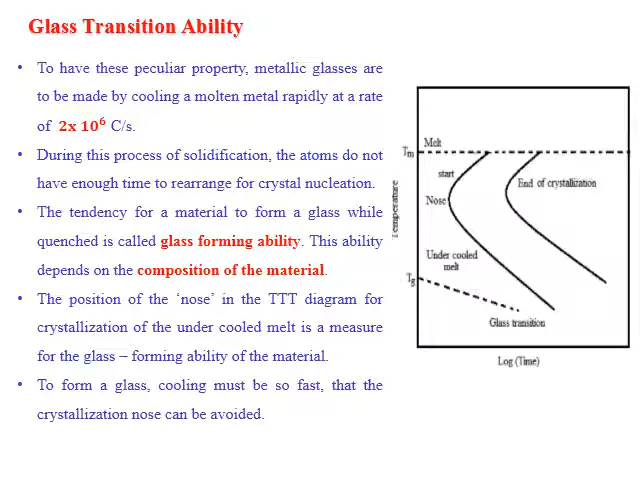 Glass Transition Ability
• To have these peculiar property, metallic glasses are
to be made by cooling a molten metal rapidly at a rate
of 2x 10⁶ C/s.
• During this process of solidification, the atoms do not
have enough time to rearrange for crystal nucleation.
• The tendency for a material to form a glass while
quenched is called glass forming ability. This ability
depends on the composition of the material.
• The position of the ‘nose’ in the TTT diagram for
crystallization of the under cooled melt is a measure
for the glass – forming ability of the material.
• To form a glass, cooling must be so fast, that the
crystallization nose can be avoided.
Melt
Tm
start
End of crystallization
Nose
Temperature
Under cooled
melt
Tg
Glass transition
Log (Time)